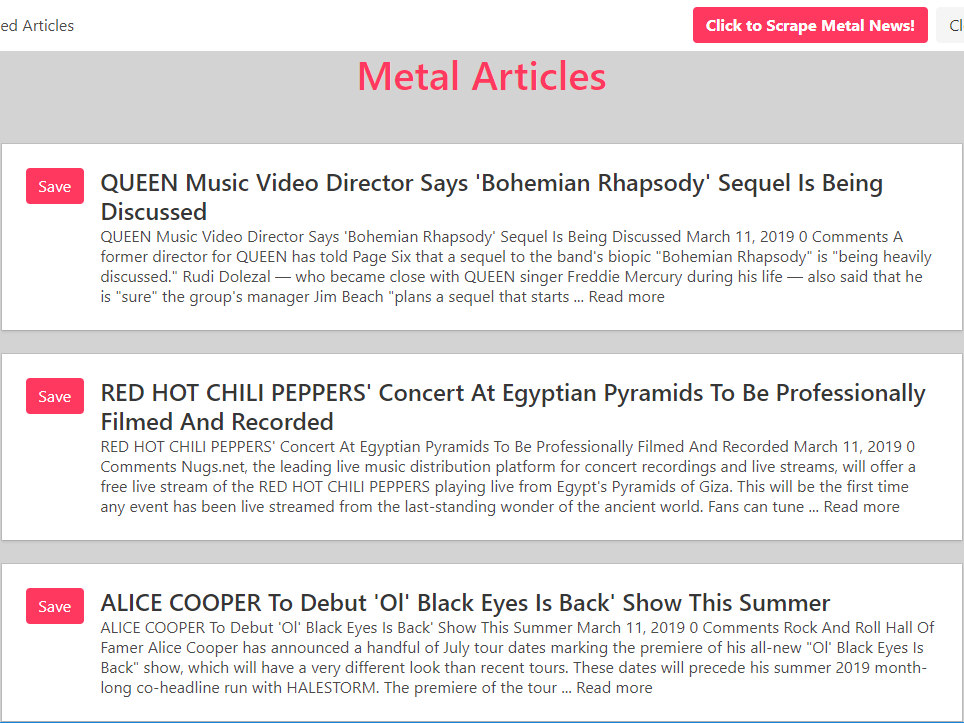 ed Articles
Click to Scrape Metal News!
Cl
Metal Articles
Save
QUEEN Music Video Director Says 'Bohemian Rhapsody' Sequel Is Being
Discussed
QUEEN Music Video Director Says 'Bohemian Rhapsody' Sequel Is Being Discussed March 11, 2019 0 Comments A
former director for QUEEN has told Page Six that a sequel to the band's biopic "Bohemian Rhapsody" is "being heavily
discussed." Rudi Dolezal — who became close with QUEEN singer Freddie Mercury during his life — also said that he
is "sure" the group's manager Jim Beach "plans a sequel that starts ... Read more
Save
RED HOT CHILI PEPPERS' Concert At Egyptian Pyramids To Be Professionally
Filmed And Recorded
RED HOT CHILI PEPPERS' Concert At Egyptian Pyramids To Be Professionally Filmed And Recorded March 11, 2019 0
Comments Nugs.net, the leading live music distribution platform for concert recordings and live streams, will offer a
free live stream of the RED HOT CHILI PEPPERS playing live from Egypt's Pyramids of Giza. This will be the first time
any event has been live streamed from the last-standing wonder of the ancient world. Fans can tune ... Read more
Save
ALICE COOPER To Debut 'Ol' Black Eyes Is Back' Show This Summer
ALICE COOPER To Debut 'Ol' Black Eyes Is Back' Show This Summer March 11, 2019 0 Comments Rock And Roll Hall Of
Famer Alice Cooper has announced a handful of July tour dates marking the premiere of his all-new "Ol' Black Eyes Is
Back" show, which will have a very different look than recent tours. These dates will precede his summer 2019 month-
long co-headline run with HALESTORM. The premiere of the tour ... Read more